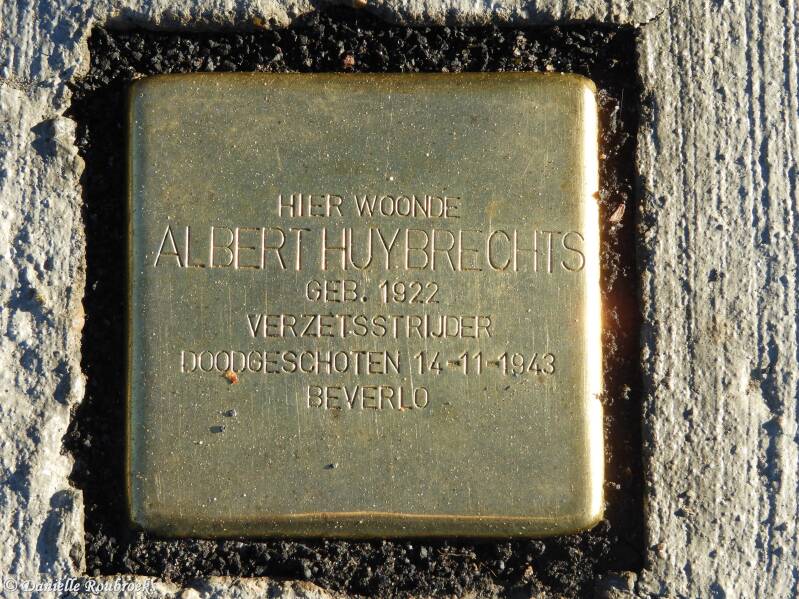 HIER WOONDE
ALBERT HUYBRECHTS
GEB. 1922
VERZETSSTRIJDER
DOODGESCHOTEN 14-11-1943
BEVERLO
© Danielle Roubroeks